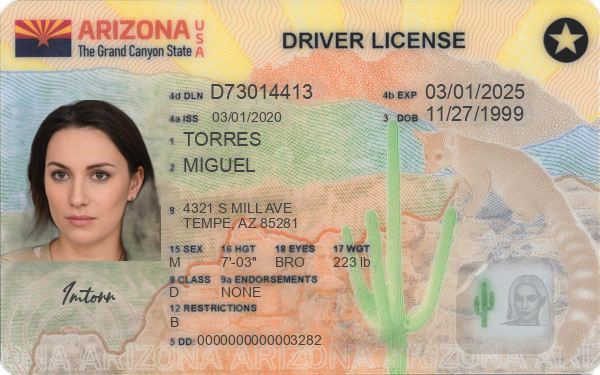 ARIZONA USA
The Grand Canyon State
DRIVER LICENSE
4d DLN D73014413
4b EXP 03/01/2025
4a ISS 03/01/2020
3 DOB 11/27/1999
1 TORRES
2 MIGUEL
8 4321 S MILL AVE
TEMPE, AZ 85281
15 SEX 16 HGT 18 EYES 17 WGT
M 7'-03" BRO 223 lb
9 CLASS 9a ENDORSEMENTS
D NONE
12 RESTRICTIONS
B
5 DD: 0000000000003282
ARIZONA ARIZONA ARIZONA ARIZONA